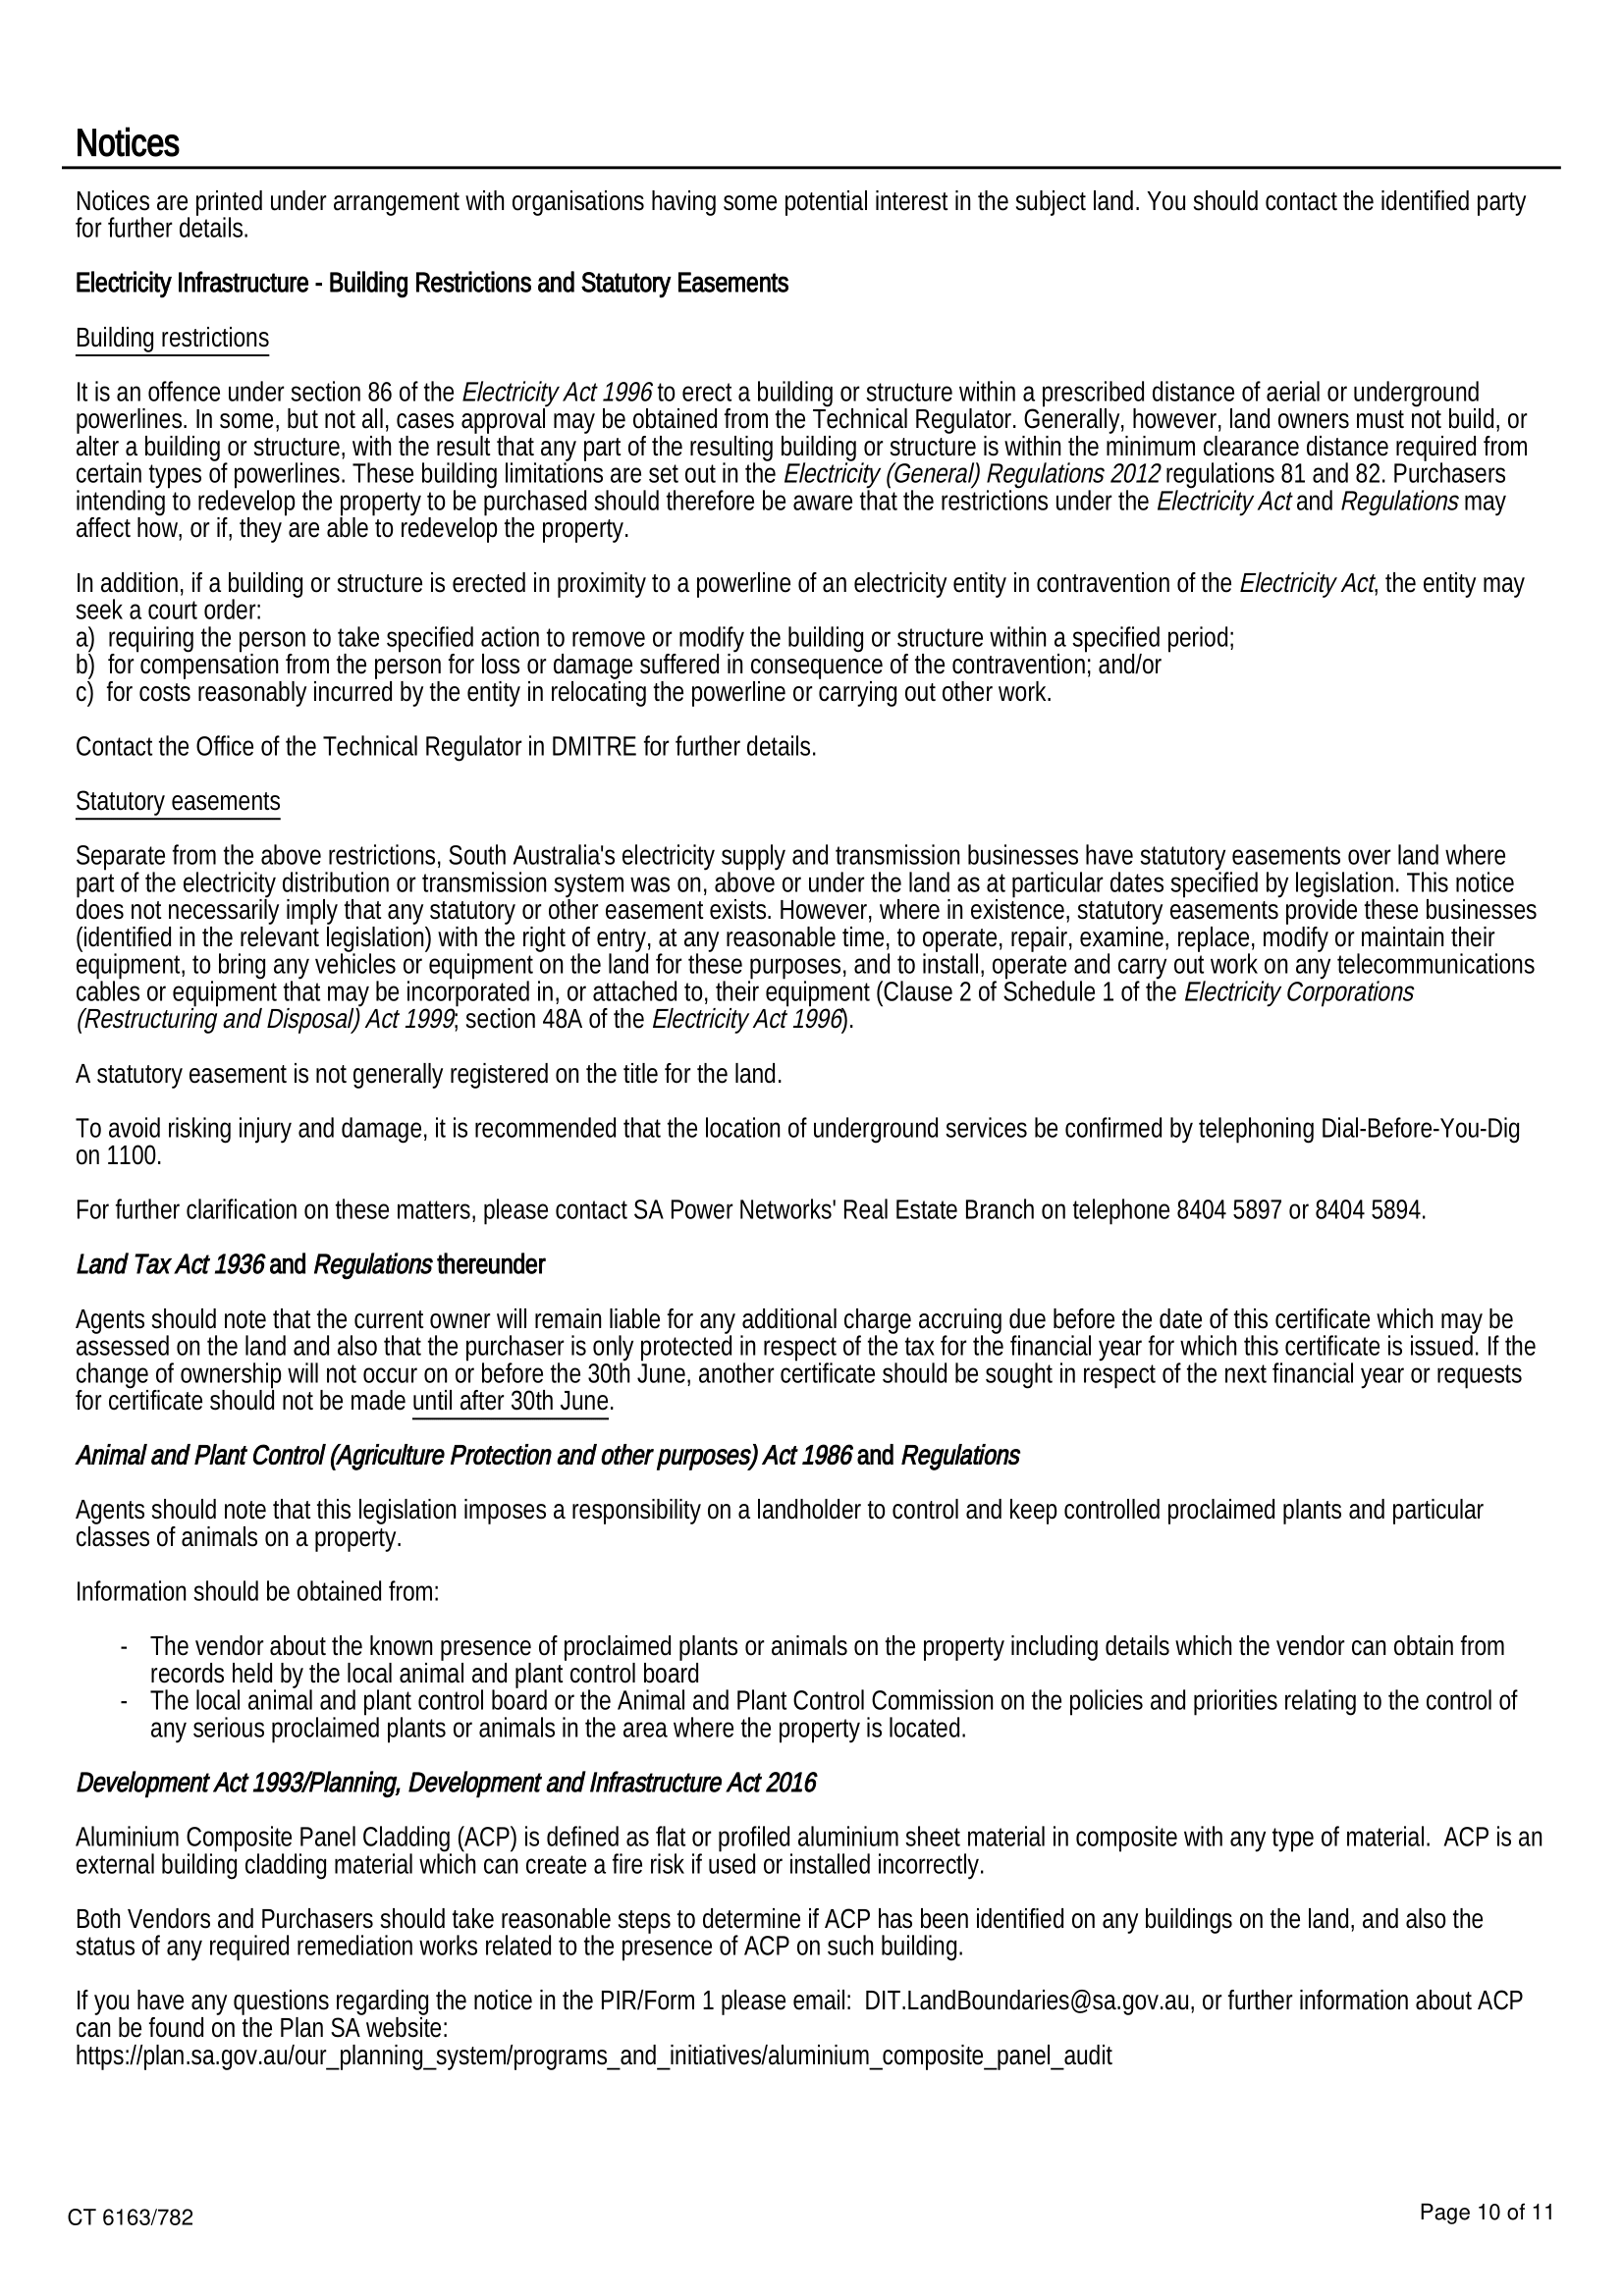 Notices
Notices are printed under arrangement with organisations having some potential interest in the subject land. You should contact the identified party
for further details.
Electricity Infrastructure - Building Restrictions and Statutory Easements
Building restrictions
It is an offence under section 86 of the Electricity Act 1996 to erect a building or structure within a prescribed distance of aerial or underground
powerlines. In some, but not all, cases approval may be obtained from the Technical Regulator. Generally, however, land owners must not build, or
alter a building or structure, with the result that any part of the resulting building or structure is within the minimum clearance distance required from
certain types of powerlines. These building limitations are set out in the Electricity (General) Regulations 2012 regulations 81 and 82. Purchasers
intending to redevelop the property to be purchased should therefore be aware that the restrictions under the Electricity Act and Regulations may
affect how, or if, they are able to redevelop the property.
In addition, if a building or structure is erected in proximity to a powerline of an electricity entity in contravention of the Electricity Act, the entity may
seek a court order:
a) requiring the person to take specified action to remove or modify the building or structure within a specified period;
b) for compensation from the person for loss or damage suffered in consequence of the contravention; and/or
c) for costs reasonably incurred by the entity in relocating the powerline or carrying out other work.
Contact the Office of the Technical Regulator in DMITRE for further details.
Statutory easements
Separate from the above restrictions, South Australia's electricity supply and transmission businesses have statutory easements over land where
part of the electricity distribution or transmission system was on, above or under the land as at particular dates specified by legislation. This notice
does not necessarily imply that any statutory or other easement exists. However, where in existence, statutory easements provide these businesses
(identified in the relevant legislation) with the right of entry, at any reasonable time, to operate, repair, examine, replace, modify or maintain their
equipment, to bring any vehicles or equipment on the land for these purposes, and to install, operate and carry out work on any telecommunications
cables or equipment that may be incorporated in, or attached to, their equipment (Clause 2 of Schedule 1 of the Electricity Corporations
(Restructuring and Disposal) Act 1999; section 48A of the Electricity Act 1996).
A statutory easement is not generally registered on the title for the land.
To avoid risking injury and damage, it is recommended that the location of underground services be confirmed by telephoning Dial-Before-You-Dig
on 1100.
For further clarification on these matters, please contact SA Power Networks' Real Estate Branch on telephone 8404 5897 or 8404 5894.
Land Tax Act 1936 and Regulations thereunder
Agents should note that the current owner will remain liable for any additional charge accruing due before the date of this certificate which may be
assessed on the land and also that the purchaser is only protected in respect of the tax for the financial year for which this certificate is issued. If the
change of ownership will not occur on or before the 30th June, another certificate should be sought in respect of the next financial year or requests
for certificate should not be made until after 30th June.
Animal and Plant Control (Agriculture Protection and other purposes) Act 1986 and Regulations
Agents should note that this legislation imposes a responsibility on a landholder to control and keep controlled proclaimed plants and particular
classes of animals on a property.
Information should be obtained from:
- The vendor about the known presence of proclaimed plants or animals on the property including details which the vendor can obtain from
records held by the local animal and plant control board
- The local animal and plant control board or the Animal and Plant Control Commission on the policies and priorities relating to the control of
any serious proclaimed plants or animals in the area where the property is located.
Development Act 1993/Planning, Development and Infrastructure Act 2016
Aluminium Composite Panel Cladding (ACP) is defined as flat or profiled aluminium sheet material in composite with any type of material. ACP is an
external building cladding material which can create a fire risk if used or installed incorrectly.
Both Vendors and Purchasers should take reasonable steps to determine if ACP has been identified on any buildings on the land, and also the
status of any required remediation works related to the presence of ACP on such building.
If you have any questions regarding the notice in the PIR/Form 1 please email: DIT.LandBoundaries@sa.gov.au, or further information about ACP
can be found on the Plan SA website:
https://plan.sa.gov.au/our_planning_system/programs_and_initiatives/aluminium_composite_panel_audit
CT 6163/782
Page 10 of 11